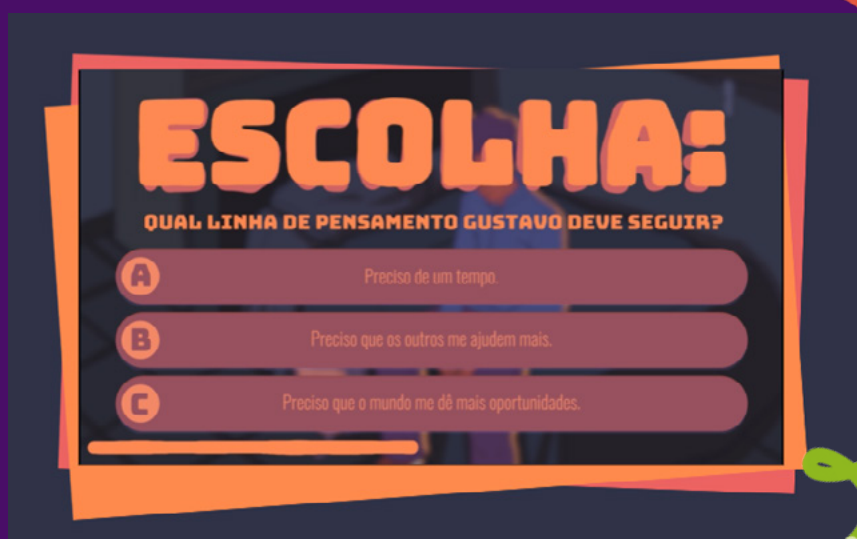 ESCOLHA:
QUAL LINHA DE PENSAMENTO GUSTAVO DEVE SEGUIR?
A Preciso de um tempo.
B Preciso que os outros me ajudem mais.
C Preciso que o mundo me dê mais oportunidades.